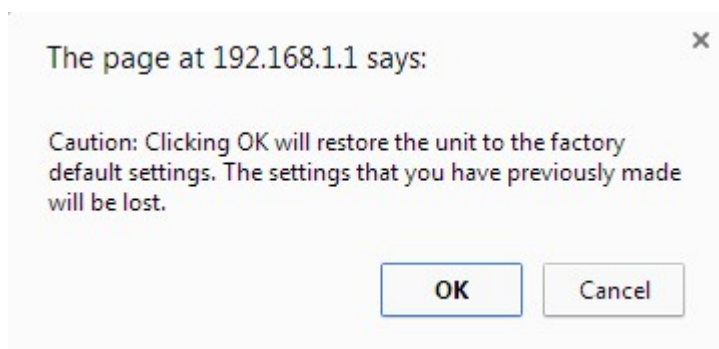 The page at 192.168.1.1 says:
Caution: Clicking OK will restore the unit to the factory
default settings. The settings that you have previously made
will be lost.
OK Cancel